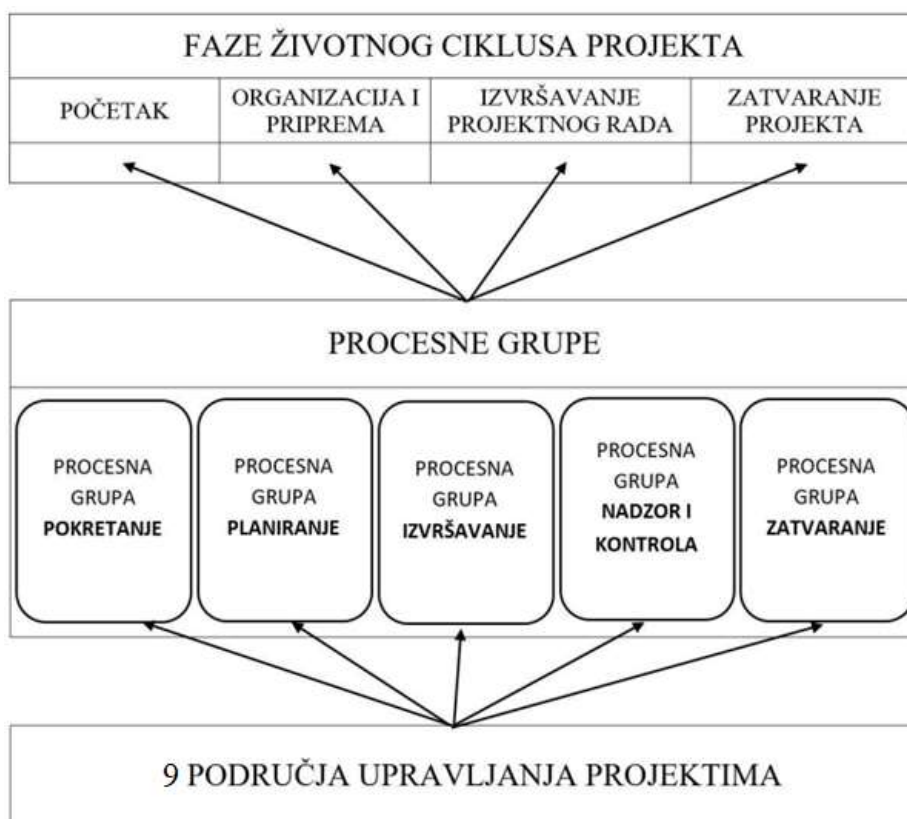 FAZE ŽIVOTNOG CIKLUSA PROJEKTA
POČETAK
ORGANIZACIJA I
PRIPREMA
IZVRŠAVANJE
PROJEKTNOG RADA
ZATVARANJE
PROJEKTA
PROCESNE GRUPE
PROCESNA
GRUPA
POKRETANJE
PROCESNA
GRUPA
PLANIRANJE
PROCESNA
GRUPA
IZVRŠAVANJE
PROCESNA
GRUPA
NADZOR I
KONTROLA
PROCESNA
GRUPA
ZATVARANJE
9 PODRUČJA UPRAVLJANJA PROJEKTIMA